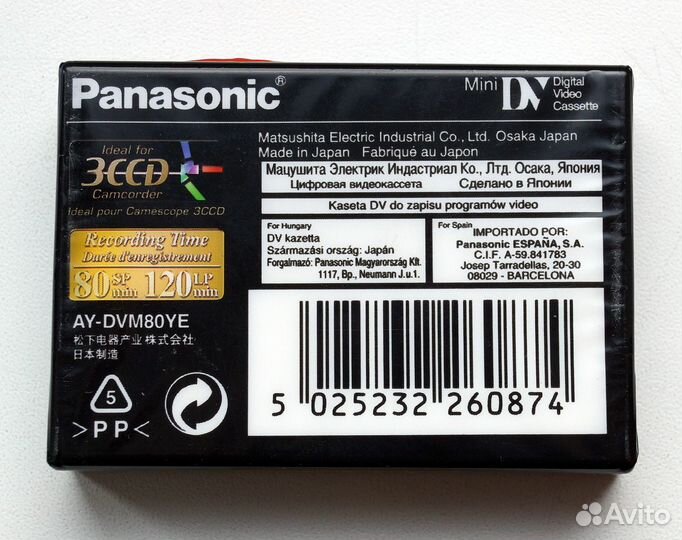 Panasonic®
Mini DV Digital Video Cassette
Ideal for
3CCD
Camcorder
Ideal pour Camescope 3CCD
Recording Time
Durée d'enregistrement
80 SP min 120 LP min
AY-DVM80YE
松下电器产业株式会社
日本制造
5
>PP<
Matsushita Electric Industrial Co., Ltd. Osaka Japan
Made in Japan Fabriqué au Japon
Мацушита Электрик Индастриал Ко., Лтд. Осака, Япония
Цифровая видеокассета Сделано в Японии
Kaseta DV do zapisu programów video
For Hungary
DV kazetta
Származási ország: Japán
Forgalmazó: Panasonic Magyarország Kft.
1117, Bp., Neumann J.u.1.
For Spain
IMPORTADO POR:
Panasonic ESPAÑA, S.A.
C.I.F. A-59.841783
Josep Tarradellas, 20-30
08029 - BARCELONA
5 025232 260874
Avito